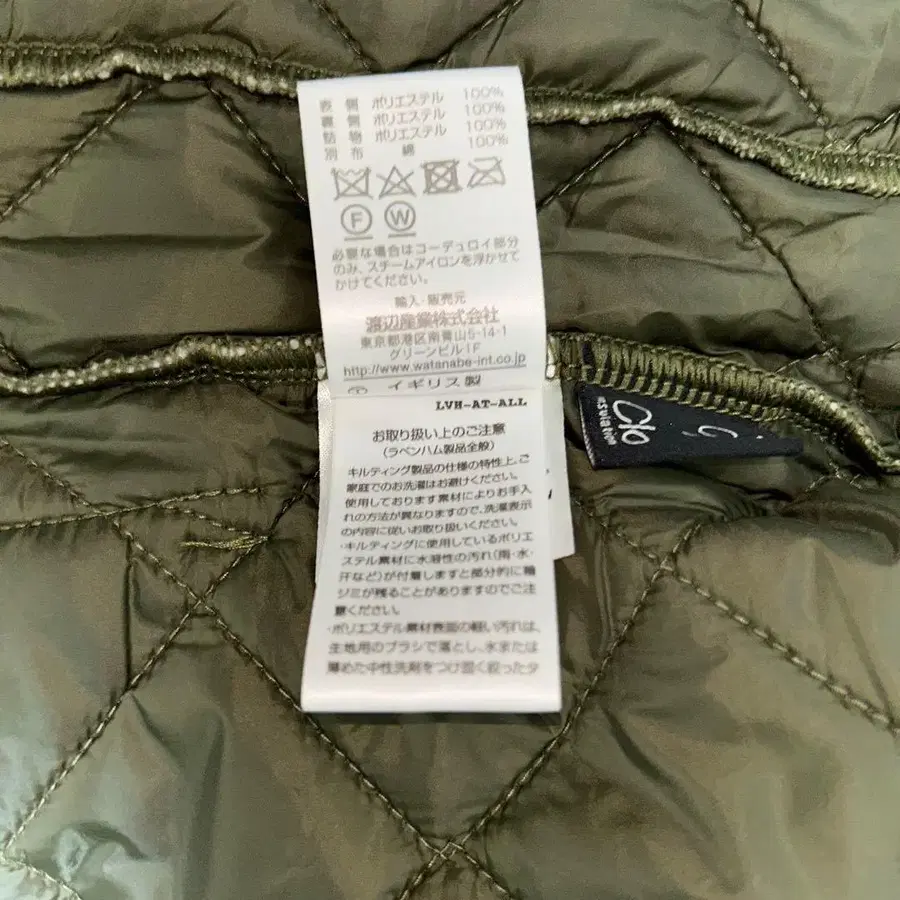 表側 ポリエステル 100%
裏側 ポリエステル 100%
詰物 ポリエステル 100%
別布 綿 100%
F W
必要な場合はコーデュロイ部分
のみ、スチームアイロンを浮かせて
かけてください。
輸入・販売元
渡辺産業株式会社
東京都港区南青山5-14-1
グリーンビル1F
http://www.watanabe-int.co.jp
① イギリス製
LVH-AT-ALL
お取り扱い上のご注意
(ラベンハム製品全般)
キルティング製品の仕様の特性上、ご
家庭でのお洗濯はお避けください。
使用しております素材によりお手入
れの方法が異なりますので、洗濯表示
の内容に従いお取り扱いください。
・キルティングに使用しているポリエ
ステル素材に水溶性の汚れ(雨・水・
汗など)が付着しますと部分的に輪
ジミが残ることがありますのでご注
意ください。
・ポリエステル素材表面の軽い汚れは、
生地用のブラシで落とし、水または
薄めた中性洗剤をつけ固く絞ったタ